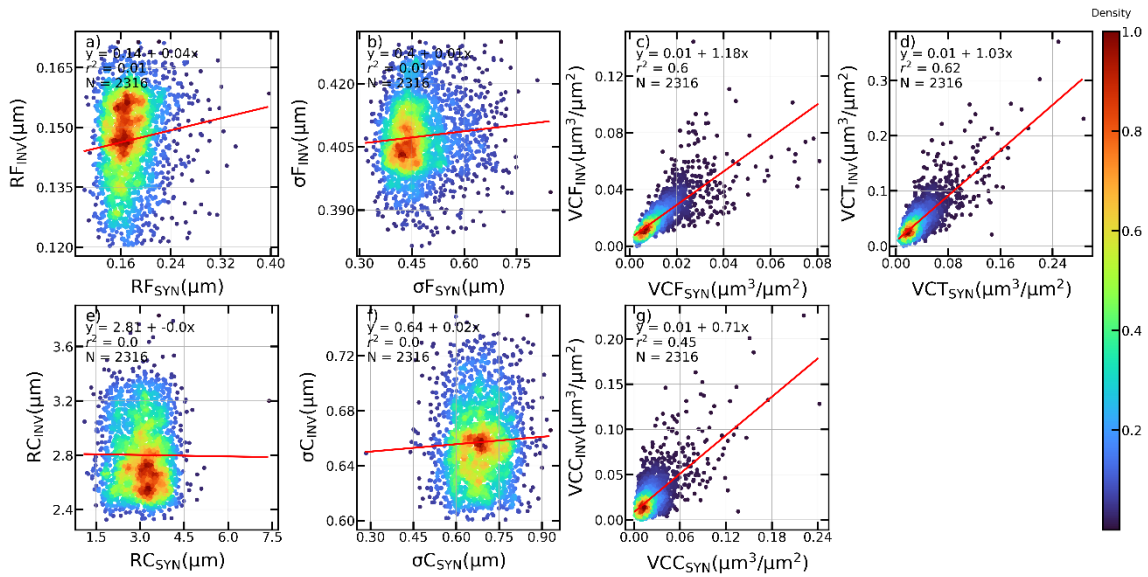 Density
a)
y = 0.14 + 0.04x
r² = 0.01
N = 2316
0.165
0.150
0.135
0.120
RF_INV(μm)
0.16 0.24 0.32 0.40
RF_SYN(μm)
b)
y = 0.4 + 0.01x
r² = 0.01
N = 2316
0.420
0.405
0.390
σF_INV(μm)
0.30 0.45 0.60 0.75
σF_SYN(μm)
c)
y = 0.01 + 1.18x
r² = 0.6
N = 2316
0.12
0.08
0.04
0.00
VCF_INV(μm³/μm²)
0.00 0.02 0.04 0.06 0.08
VCF_SYN(μm³/μm²)
d)
y = 0.01 + 1.03x
r² = 0.62
N = 2316
0.3
0.2
0.1
0.0
VCT_INV(μm³/μm²)
0.00 0.08 0.16 0.24
VCT_SYN(μm³/μm²)
1.0
0.8
0.6
0.4
0.2
e)
y = 2.81 + -0.0x
r² = 0.0
N = 2316
3.6
3.2
2.8
2.4
RC_INV(μm)
1.5 3.0 4.5 6.0 7.5
RC_SYN(μm)
f)
y = 0.64 + 0.02x
r² = 0.0
N = 2316
0.72
0.68
0.64
0.60
σC_INV(μm)
0.30 0.45 0.60 0.75 0.90
σC_SYN(μm)
g)
y = 0.01 + 0.71x
r² = 0.45
N = 2316
0.20
0.15
0.10
0.05
0.00
VCC_INV(μm³/μm²)
0.00 0.06 0.12 0.18 0.24
VCC_SYN(μm³/μm²)